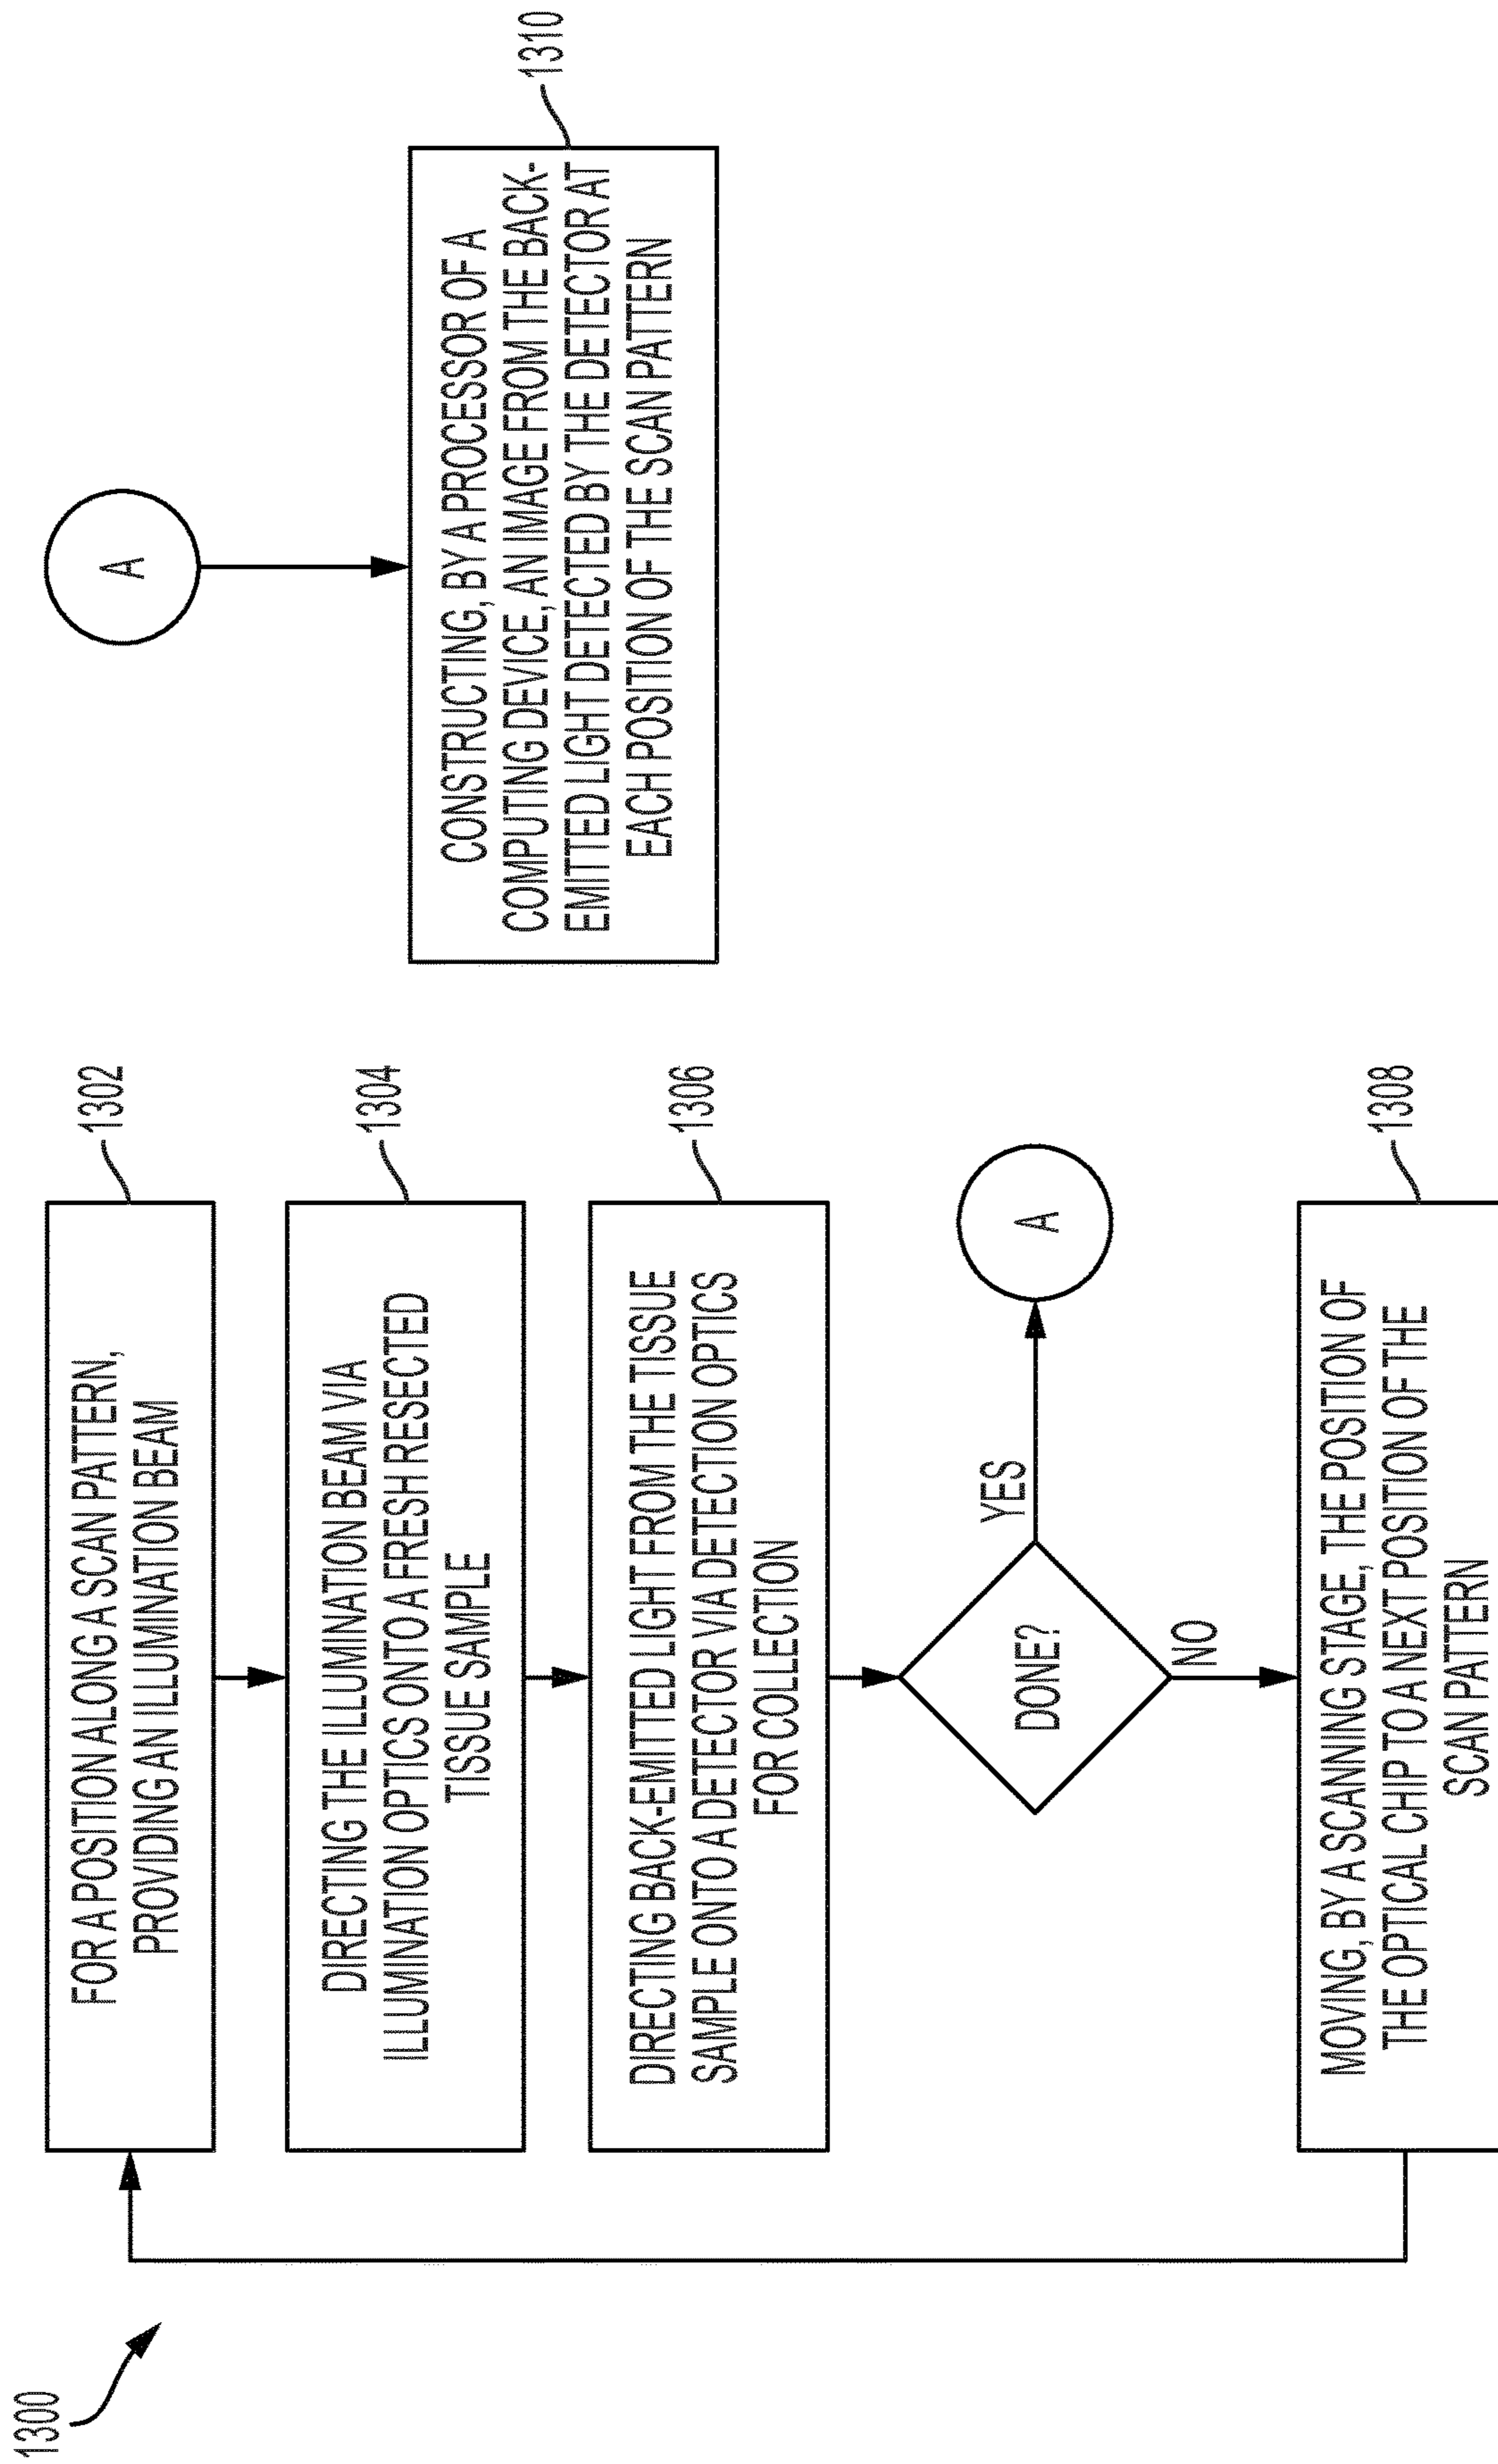 1300
FOR A POSITION ALONG A SCAN PATTERN,
PROVIDING AN ILLUMINATION BEAM
1302
DIRECTING THE ILLUMINATION BEAM VIA
ILLUMINATION OPTICS ONTO A FRESH RESECTED
TISSUE SAMPLE
1304
DIRECTING BACK-EMITTED LIGHT FROM THE TISSUE
SAMPLE ONTO A DETECTOR VIA DETECTION OPTICS
FOR COLLECTION
1306
DONE?
YES
A
NO
MOVING, BY A SCANNING STAGE, THE POSITION OF
THE OPTICAL CHIP TO A NEXT POSITION OF THE
SCAN PATTERN
1308
A
CONSTRUCTING, BY A PROCESSOR OF A
COMPUTING DEVICE, AN IMAGE FROM THE BACK-
EMITTED LIGHT DETECTED BY THE DETECTOR AT
EACH POSITION OF THE SCAN PATTERN
1310